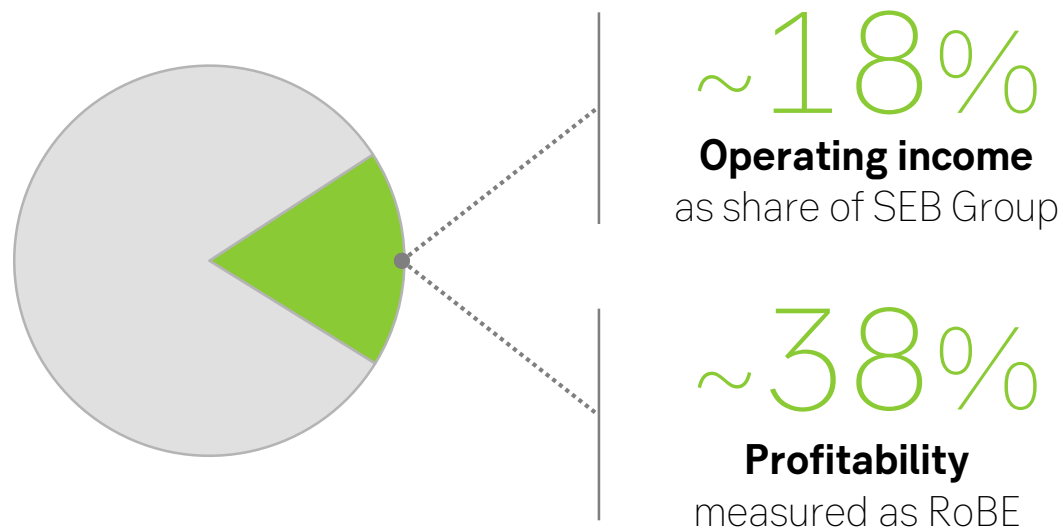 ~18%
Operating income
as share of SEB Group
~38%
Profitability
measured as RoBE